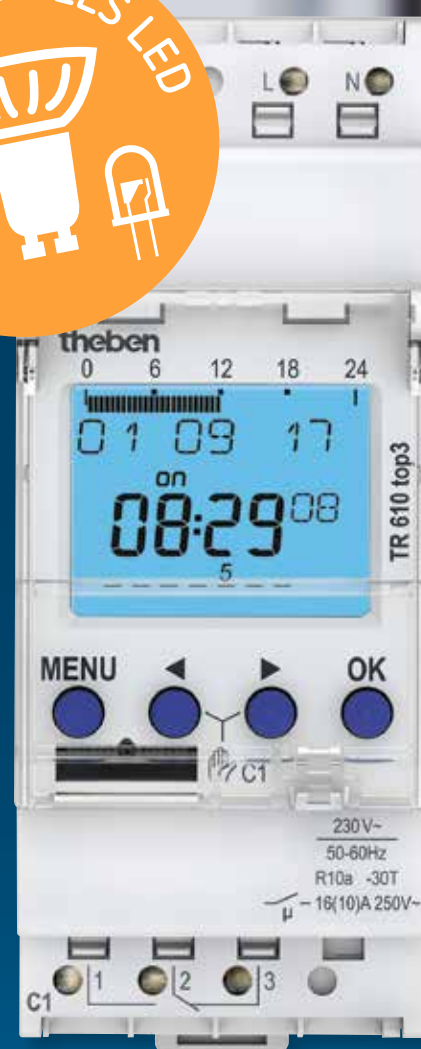 LED
L N
theben
0 6 12 18 24
01 09 17
on
08:29 08
5
TR 610 top3
MENU ◄ ► OK
C1
230V~
50-60Hz
R10a -30T
µ 16(10)A 250V~
C1 1 2 3